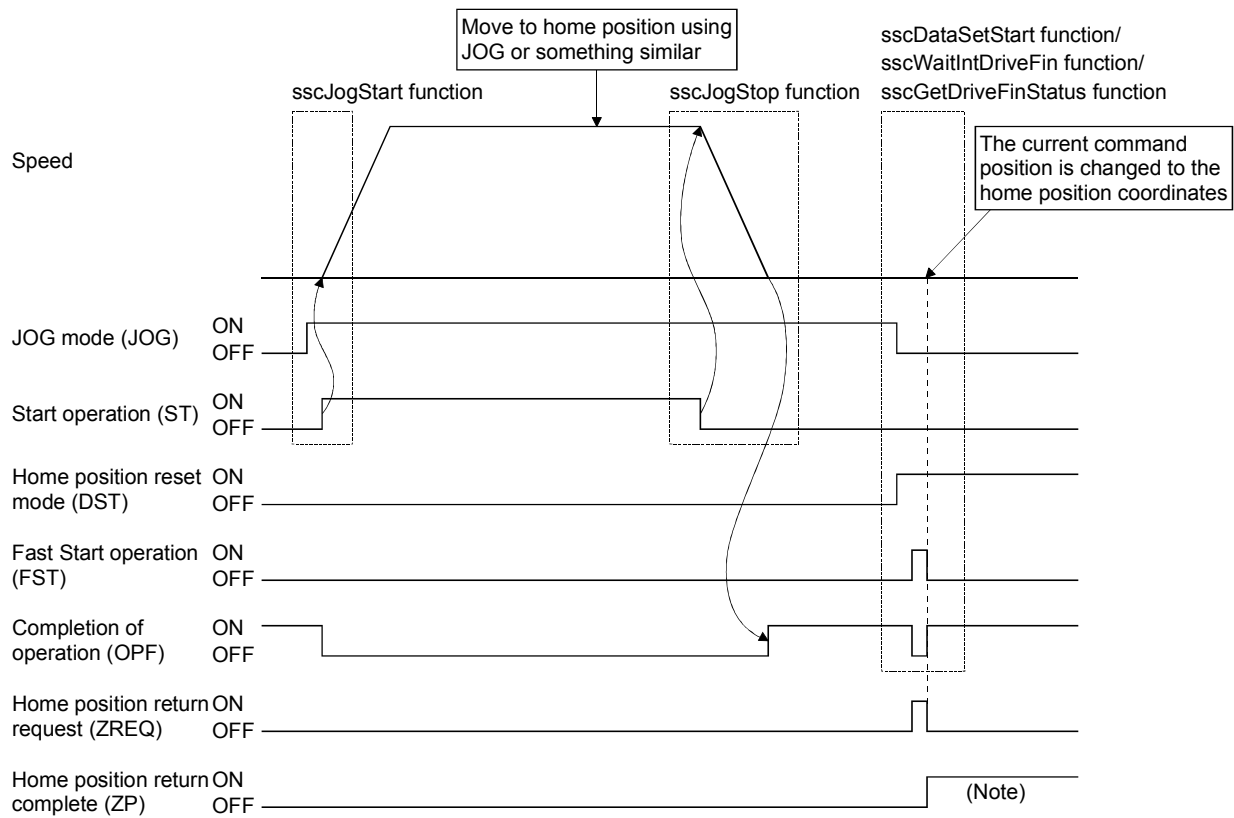 Move to home position using
JOG or something similar
sscDataSetStart function/
sscWaitIntDriveFin function/
sscGetDriveFinStatus function
sscJogStart function
sscJogStop function
The current command
position is changed to the
home position coordinates
Speed
JOG mode (JOG)
ON
OFF
Start operation (ST)
ON
OFF
Home position reset
mode (DST)
ON
OFF
Fast Start operation
(FST)
ON
OFF
Completion of
operation (OPF)
ON
OFF
Home position return
request (ZREQ)
ON
OFF
Home position return
complete (ZP)
ON
OFF
(Note)